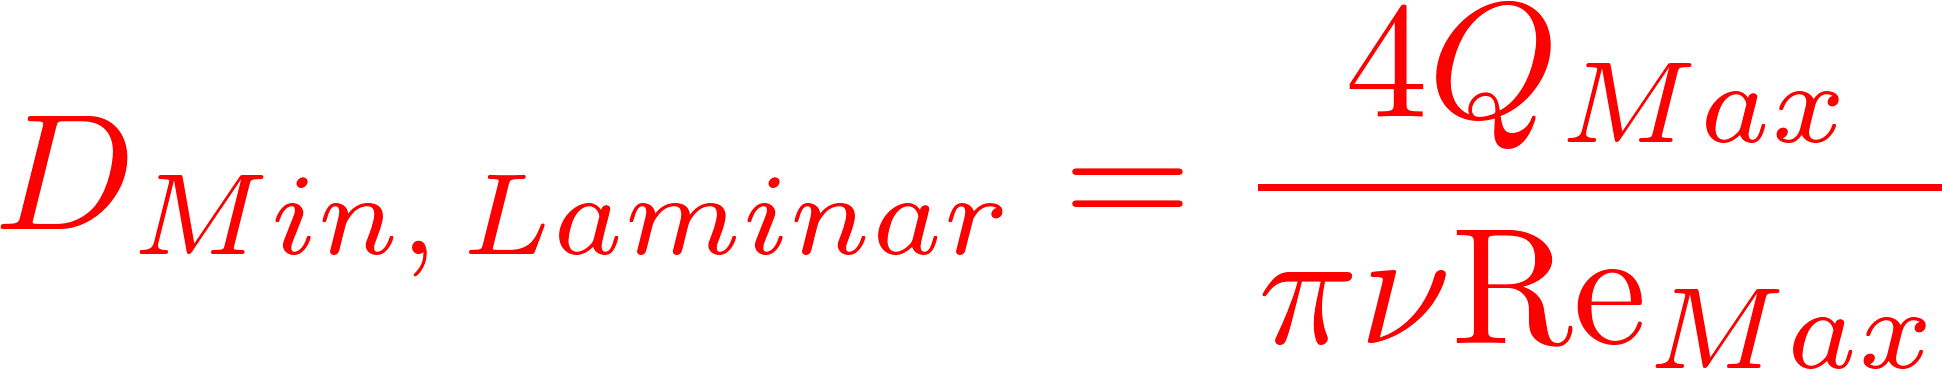 D_{Min, Laminar} = \frac{4Q_{Max}}{\pi \nu \mathrm{Re}_{Max}}